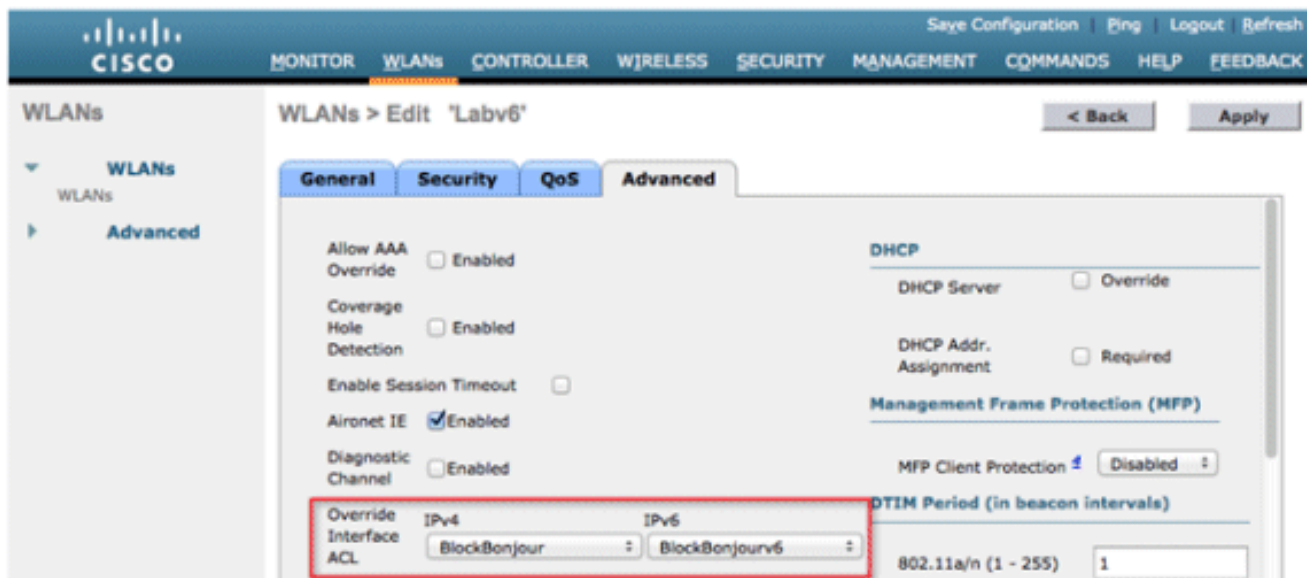 Save Configuration | Ping | Logout | Refresh
CISCO
MONITOR WLANs CONTROLLER WIRELESS SECURITY MANAGEMENT COMMANDS HELP FEEDBACK
WLANs
WLANs
WLANs
Advanced
WLANs > Edit 'Labv6'
< Back
Apply
General Security QoS Advanced
Allow AAA
Override
Enabled
Coverage
Hole
Detection
Enabled
Enable Session Timeout
Aironet IE
Enabled
Diagnostic
Channel
Enabled
Override
Interface
ACL
IPv4
BlockBonjour
IPv6
BlockBonjourv6
DHCP
DHCP Server
Override
DHCP Addr.
Assignment
Required
Management Frame Protection (MFP)
MFP Client Protection 4
Disabled
DTIM Period (in beacon intervals)
802.11a/n (1 - 255)
1